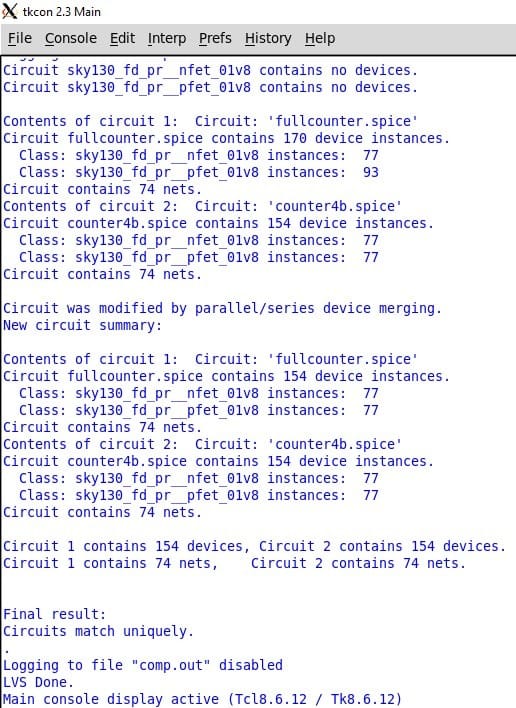 tkcon 2.3 Main
File Console Edit Interp Prefs History Help
Circuit sky130_fd_pr__nfet_01v8 contains no devices.
Circuit sky130_fd_pr__pfet_01v8 contains no devices.
Contents of circuit 1:  Circuit: 'fullcounter.spice'
Circuit fullcounter.spice contains 170 device instances.
  Class: sky130_fd_pr__nfet_01v8 instances:  77
  Class: sky130_fd_pr__pfet_01v8 instances:  93
Circuit contains 74 nets.
Contents of circuit 2:  Circuit: 'counter4b.spice'
Circuit counter4b.spice contains 154 device instances.
  Class: sky130_fd_pr__nfet_01v8 instances:  77
  Class: sky130_fd_pr__pfet_01v8 instances:  77
Circuit contains 74 nets.
Circuit was modified by parallel/series device merging.
New circuit summary:
Contents of circuit 1:  Circuit: 'fullcounter.spice'
Circuit fullcounter.spice contains 154 device instances.
  Class: sky130_fd_pr__nfet_01v8 instances:  77
  Class: sky130_fd_pr__pfet_01v8 instances:  77
Circuit contains 74 nets.
Contents of circuit 2:  Circuit: 'counter4b.spice'
Circuit counter4b.spice contains 154 device instances.
  Class: sky130_fd_pr__nfet_01v8 instances:  77
  Class: sky130_fd_pr__pfet_01v8 instances:  77
Circuit contains 74 nets.
Circuit 1 contains 154 devices, Circuit 2 contains 154 devices.
Circuit 1 contains 74 nets,    Circuit 2 contains 74 nets.
Final result:
Circuits match uniquely.
.
Logging to file "comp.out" disabled
LVS Done.
Main console display active (Tcl8.6.12 / Tk8.6.12)